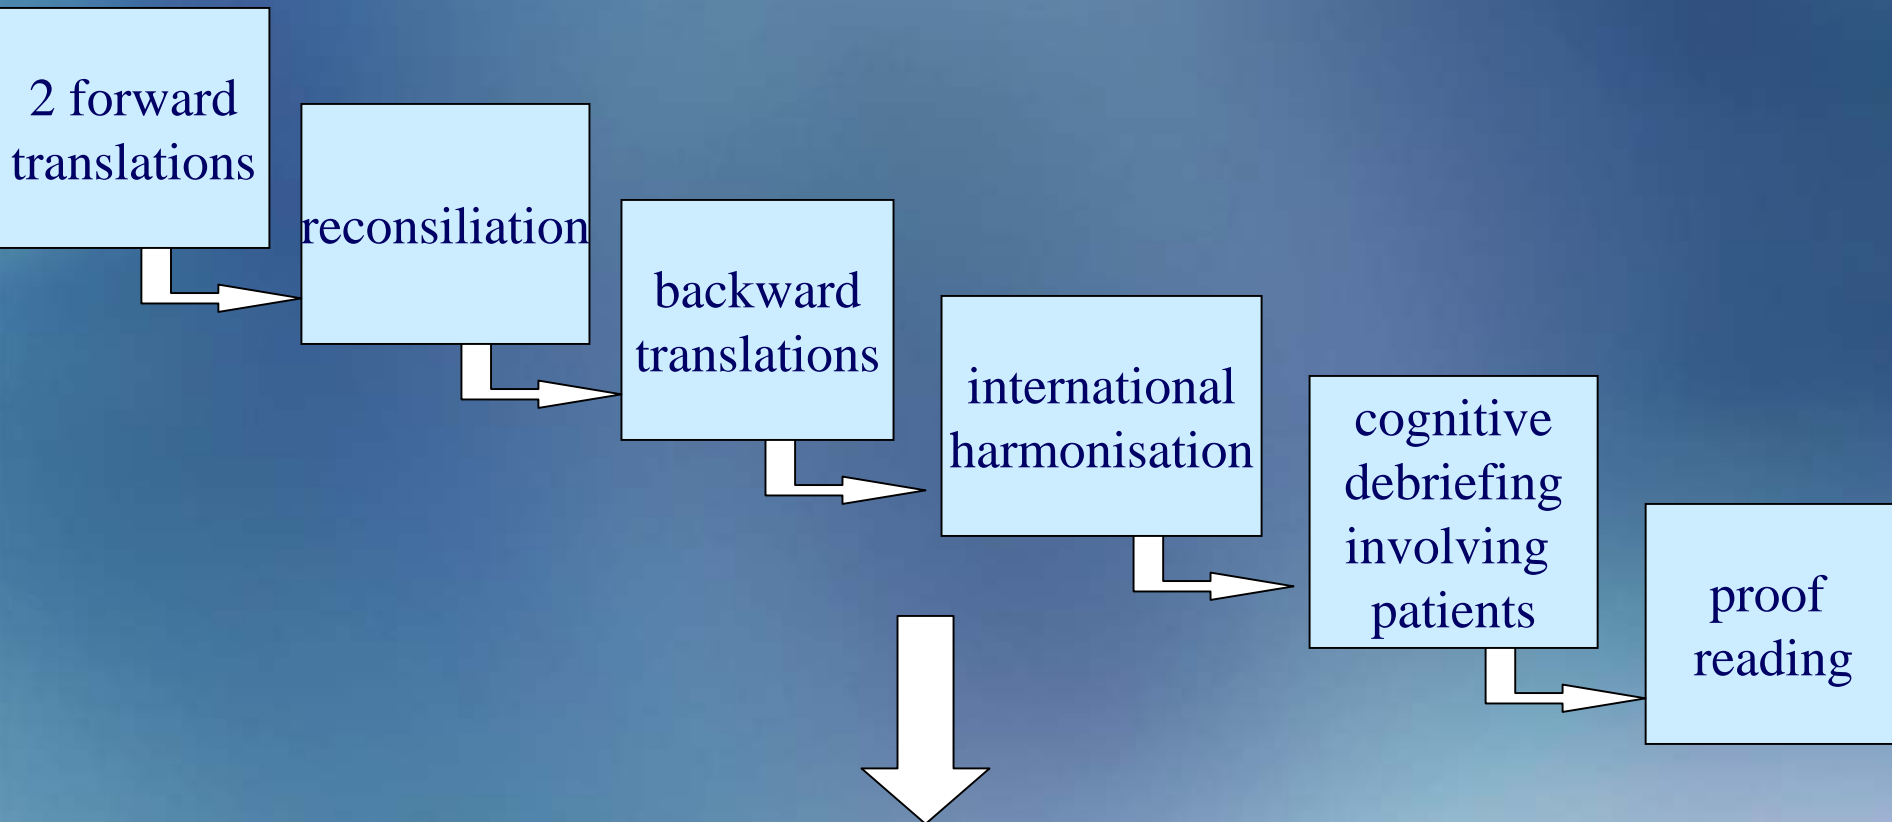 2 forward
translations
reconsiliation
backward
translations
international
harmonisation
cognitive
debriefing
involving
patients
proof
reading